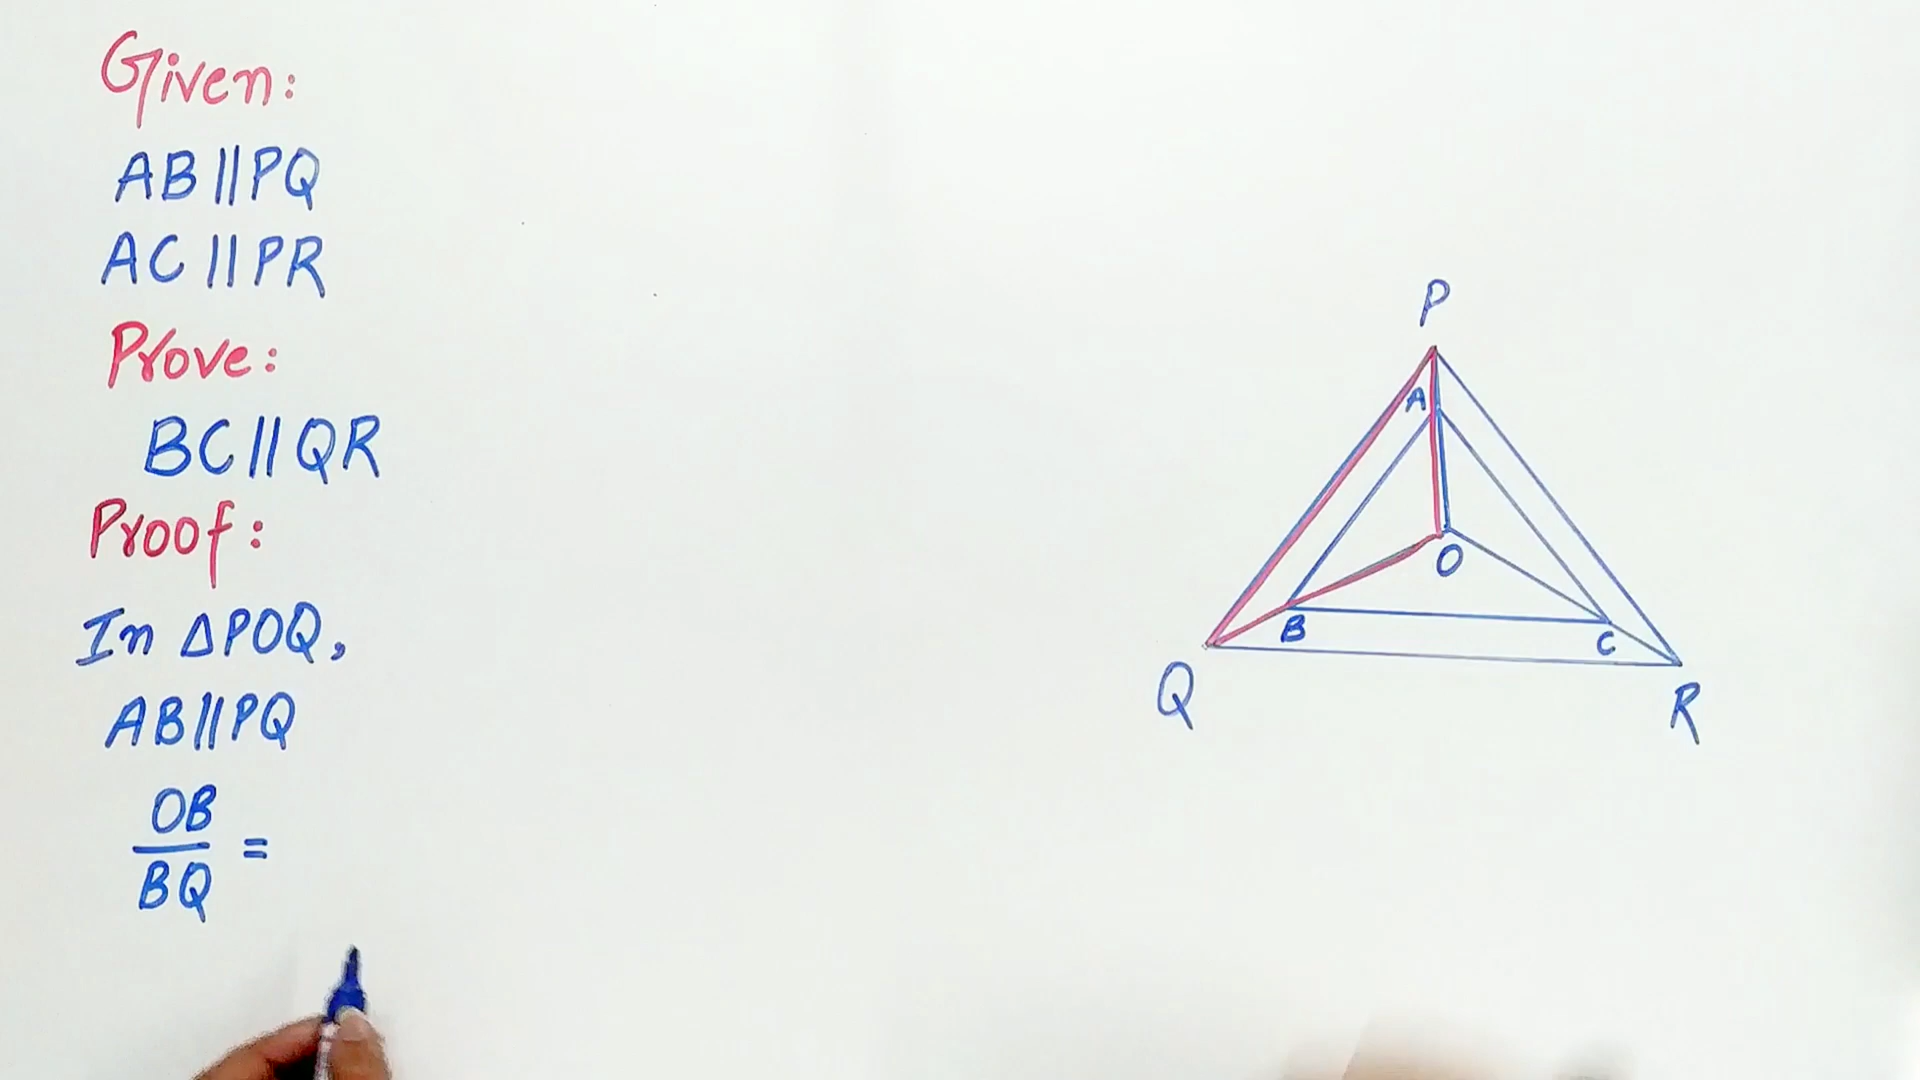 Given:
AB||PQ
AC||PR
Prove:
BC||QR
Proof:
In ΔPOQ,
AB||PQ
OB
BQ
=
P
A
O
B
C
Q
R